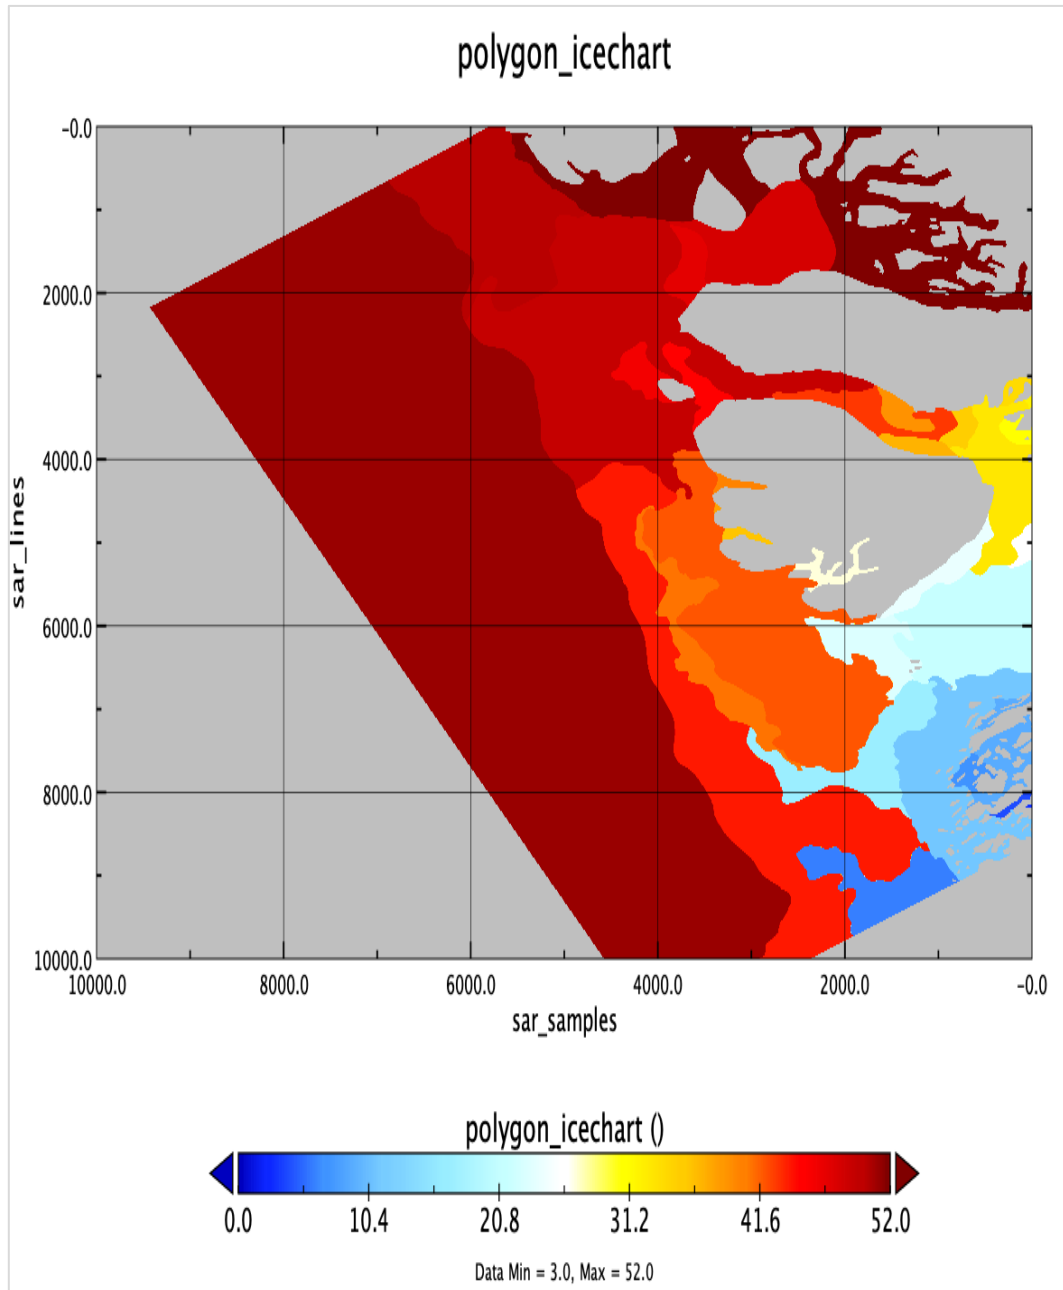 polygon_icechart
-0.0
2000.0
4000.0
sar_lines
6000.0
8000.0
10000.0
10000.0 8000.0 6000.0 4000.0 2000.0 -0.0
sar_samples
polygon_icechart ()
0.0 10.4 20.8 31.2 41.6 52.0
Data Min = 3.0, Max = 52.0